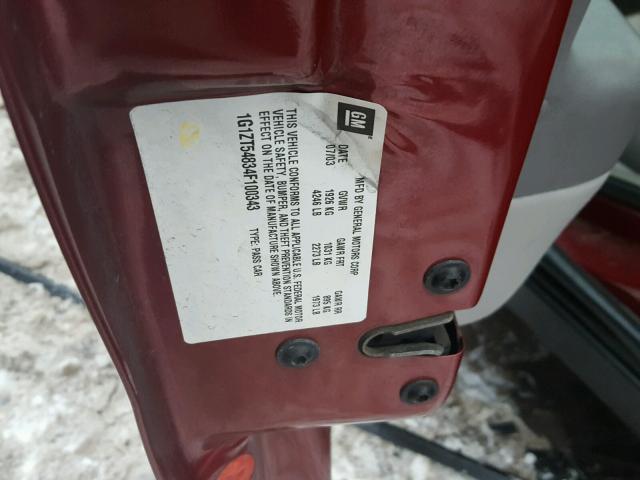 GM
MFD BY GENERAL MOTORS CORP
DATE GVWR GAWR FRT GAWR RR
07/03 1926 KG 1031 KG 895 KG
4246 LB 2273 LB 1973 LB
THIS VEHICLE CONFORMS TO ALL APPLICABLE U.S. FEDERAL MOTOR
VEHICLE SAFETY, BUMPER, AND THEFT PREVENTION STANDARDS IN
EFFECT ON THE DATE OF MANUFACTURE SHOWN ABOVE.
1G1ZT54834F100343 TYPE: PASS CAR